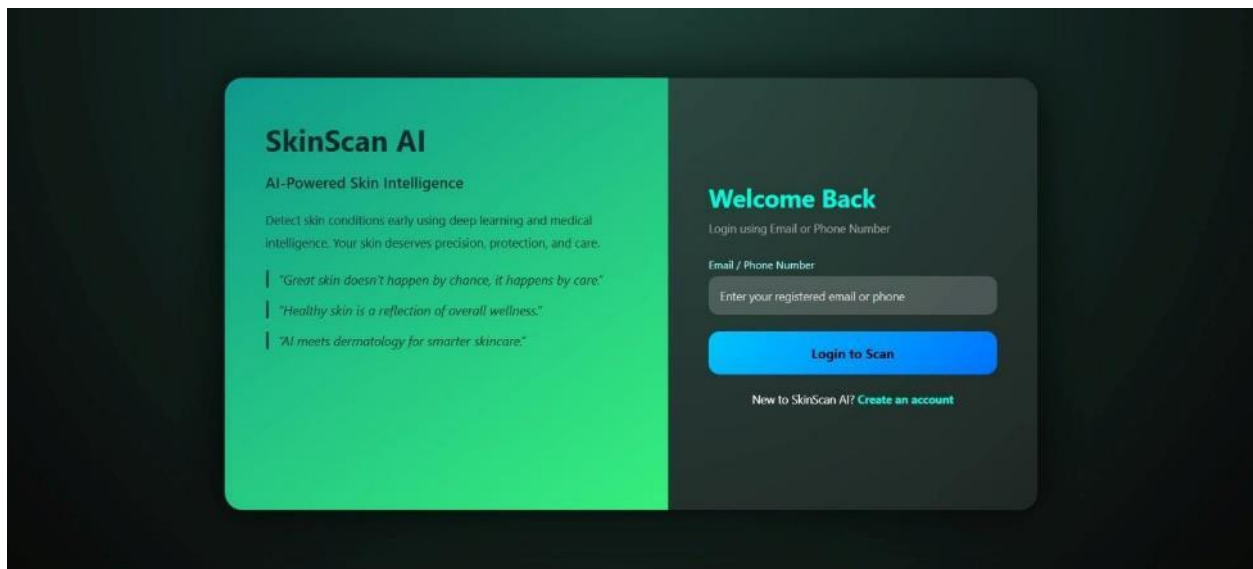 SkinScan AI
AI-Powered Skin Intelligence
Detect skin conditions early using deep learning and medical
intelligence. Your skin deserves precision, protection, and care.
"Great skin doesn't happen by chance, it happens by care."
"Healthy skin is a reflection of overall wellness."
"AI meets dermatology for smarter skincare."
Welcome Back
Login using Email or Phone Number
Email / Phone Number
Enter your registered email or phone
Login to Scan
New to SkinScan AI? Create an account